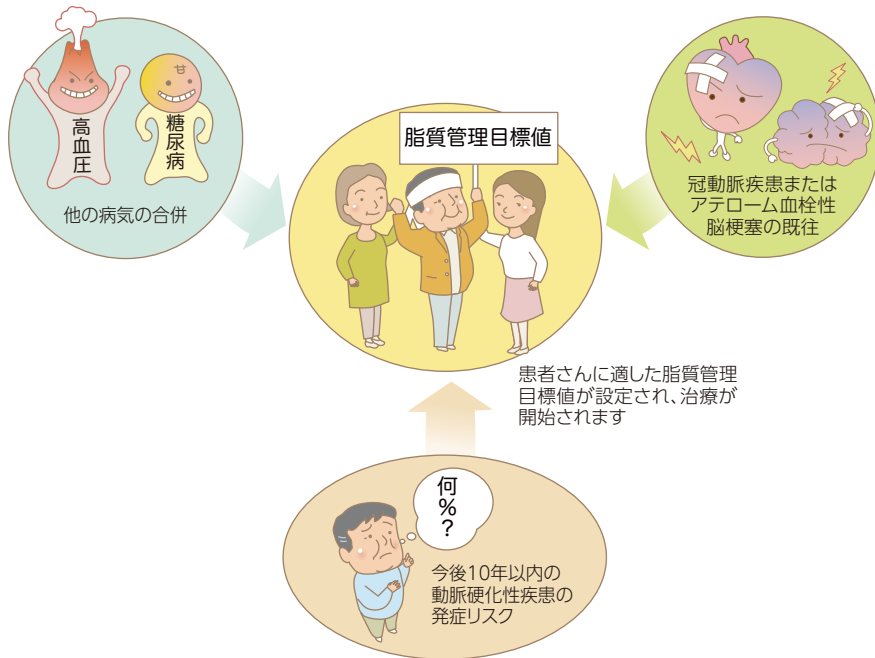 高血圧
甘
糖尿病
他の病気の合併
脂質管理目標値
冠動脈疾患または
アテローム血栓性
脳梗塞の既往
患者さんに適した脂質管理
目標値が設定され、治療が
開始されます
何%?
今後10年以内の
動脈硬化性疾患の
発症リスク